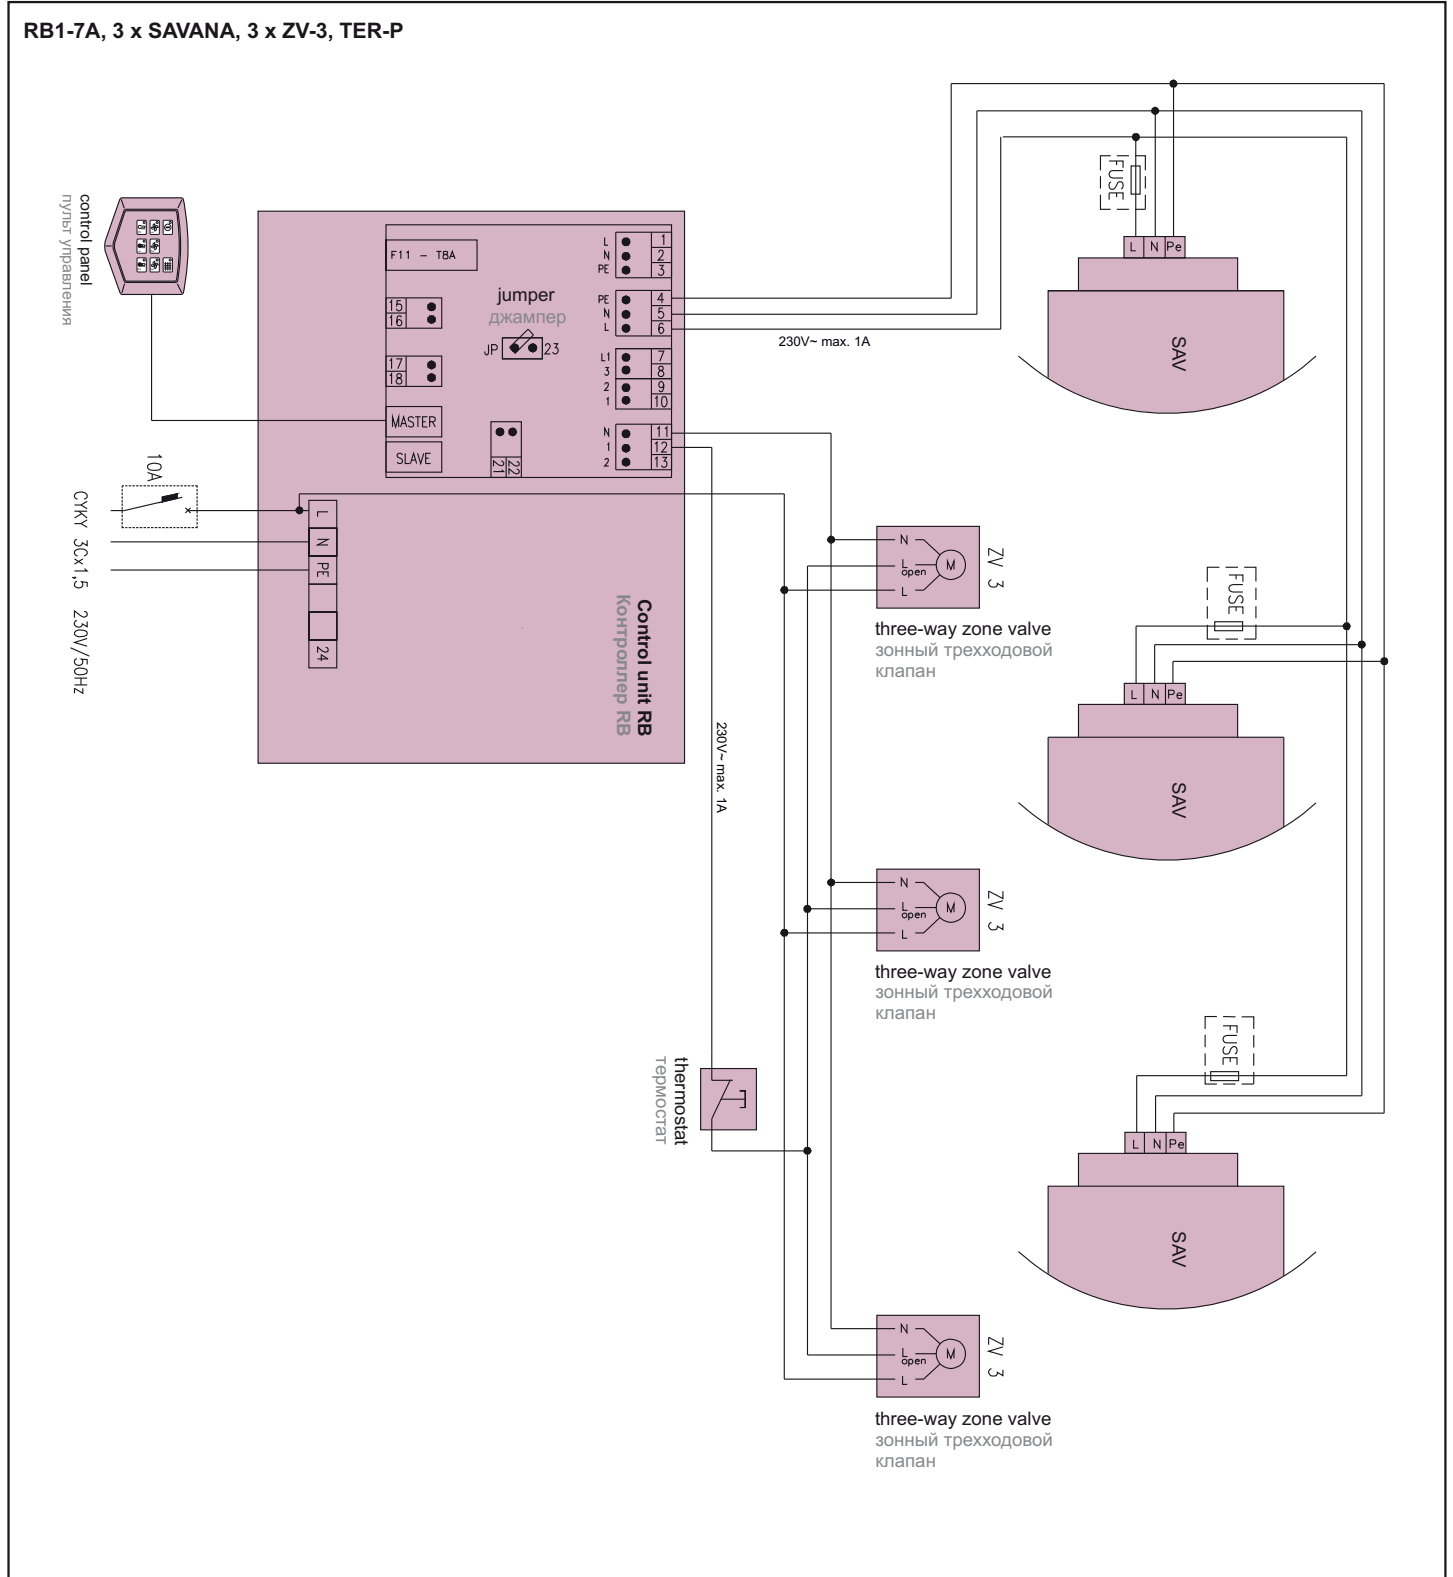 RB1-7A, 3 x SAVANA, 3 x ZV-3, TER-P
control panel
пульт управления
F11 - T8A
jumper
джампер
JP
23
15
16
17
18
MASTER
SLAVE
21
22
L 1
N 2
PE 3
PE 4
N 5
L 6
L1 7
3 8
2 9
1 10
N 11
1 12
2 13
230V~ max. 1A
FUSE
L N Pe
SAV
10A
CYKY 3Cx1,5 230V/50Hz
L
N
PE
24
Control unit RB
Контроллер RB
230V~ max. 1A
N
L
open
L
M
ZV 3
three-way zone valve
зонный трехходовой
клапан
FUSE
L N Pe
SAV
N
L
open
L
M
ZV 3
three-way zone valve
зонный трехходовой
клапан
thermostat
термостат
FUSE
L N Pe
SAV
N
L
open
L
M
ZV 3
three-way zone valve
зонный трехходовой
клапан